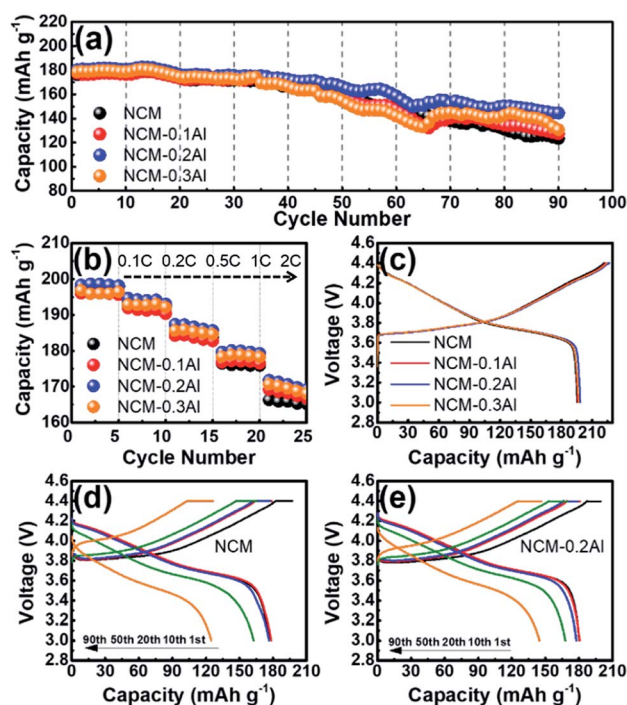 (a)
Capacity (mAh g⁻¹)
220
200
180
160
140
120
100
80
NCM
NCM-0.1Al
NCM-0.2Al
NCM-0.3Al
0 10 20 30 40 50 60 70 80 90 100
Cycle Number
(b)
Capacity (mAh g⁻¹)
210
200
190
180
170
160
0.1C 0.2C 0.5C 1C 2C
NCM
NCM-0.1Al
NCM-0.2Al
NCM-0.3Al
0 5 10 15 20 25
Cycle Number
(c)
Voltage (V)
4.8
4.4
4.0
3.6
3.2
2.8
NCM
NCM-0.1Al
NCM-0.2Al
NCM-0.3Al
0 30 60 90 120 150 180 210
Capacity (mAh g⁻¹)
(d)
Voltage (V)
4.6
4.4
4.2
4.0
3.8
3.6
3.4
3.2
3.0
2.8
NCM
90th 50th 20th 10th 1st
0 30 60 90 120 150 180 210
Capacity (mAh g⁻¹)
(e)
Voltage (V)
4.6
4.4
4.2
4.0
3.8
3.6
3.4
3.2
3.0
2.8
NCM-0.2Al
90th 50th 20th 10th 1st
0 30 60 90 120 150 180 210
Capacity (mAh g⁻¹)